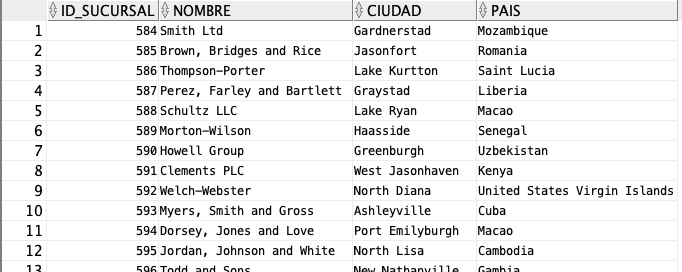 ID_SUCURSAL NOMBRE CIUDAD PAIS
1 584 Smith Ltd Gardnerstad Mozambique
2 585 Brown, Bridges and Rice Jasonfort Romania
3 586 Thompson-Porter Lake Kurtton Saint Lucia
4 587 Perez, Farley and Bartlett Graystad Liberia
5 588 Schultz LLC Lake Ryan Macao
6 589 Morton-Wilson Haasside Senegal
7 590 Howell Group Greenburgh Uzbekistan
8 591 Clements PLC West Jasonhaven Kenya
9 592 Welch-Webster North Diana United States Virgin Islands
10 593 Myers, Smith and Gross Ashleyville Cuba
11 594 Dorsey, Jones and Love Port Emilyburgh Macao
12 595 Jordan, Johnson and White North Lisa Cambodia
13 596 Todd and Sons New Nathanville Gambia